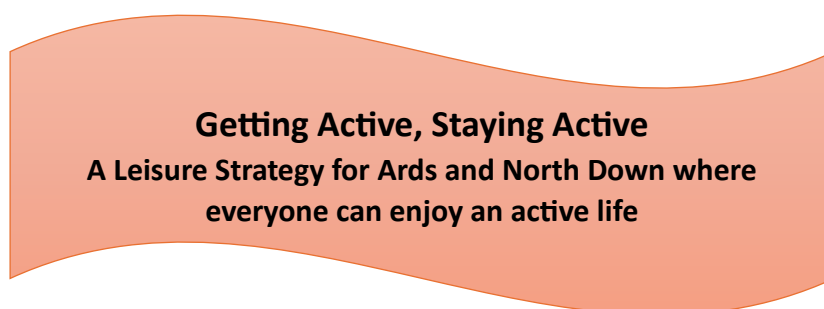 Getting Active, Staying Active
A Leisure Strategy for Ards and North Down where
everyone can enjoy an active life